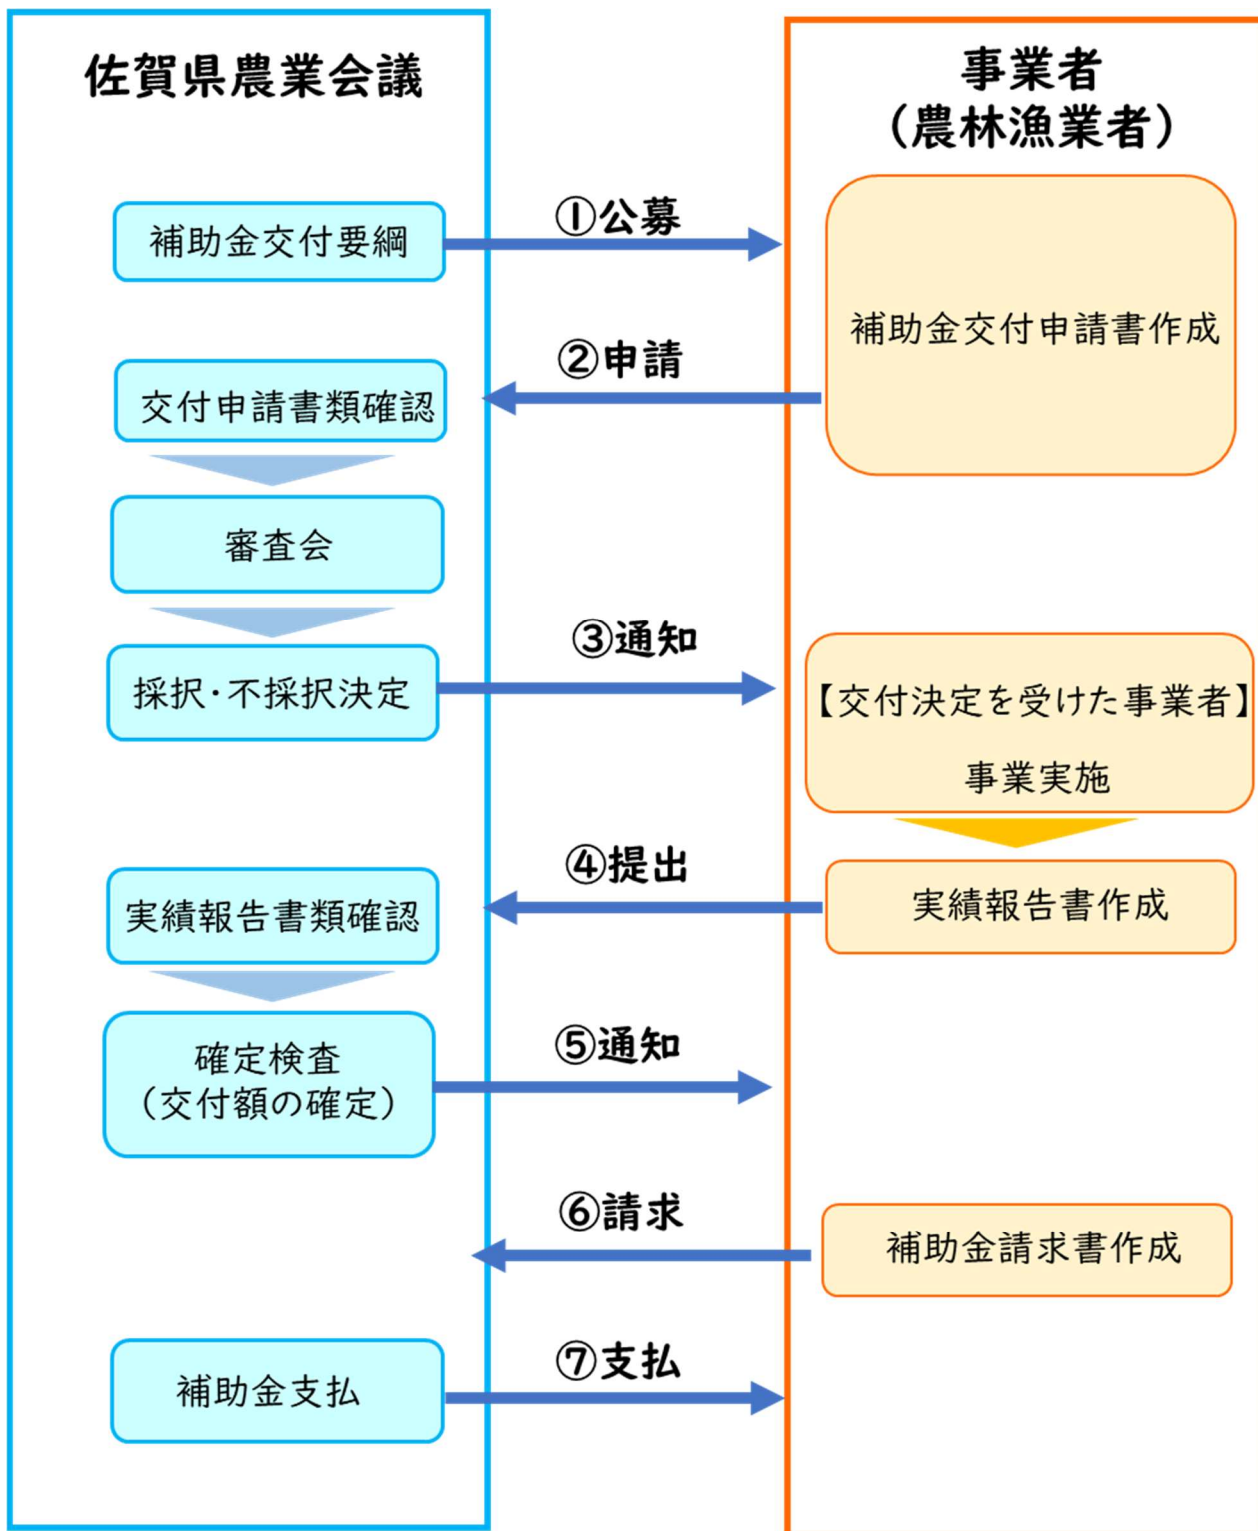 佐賀県農業会議
事業者
（農林漁業者）
補助金交付要綱
①公募
補助金交付申請書作成
②申請
交付申請書類確認
審査会
採択・不採択決定
③通知
【交付決定を受けた事業者】
事業実施
④提出
実績報告書作成
実績報告書類確認
確定検査
（交付額の確定）
⑤通知
⑥請求
補助金請求書作成
補助金支払
⑦支払